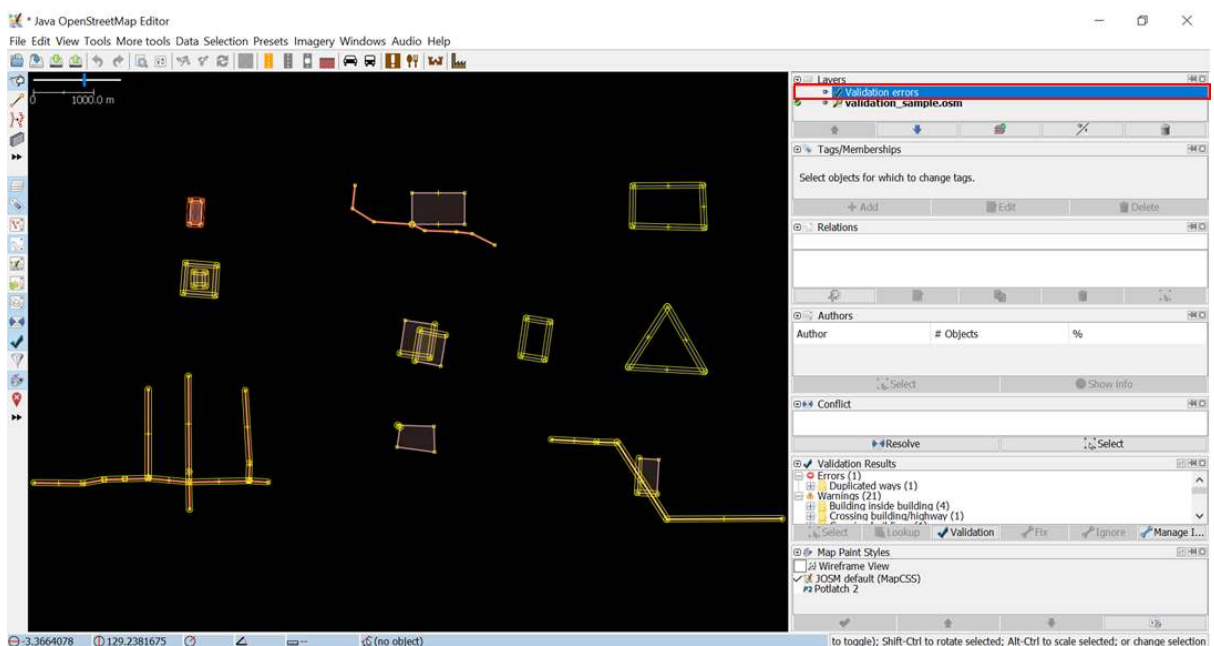 * Java OpenStreetMap Editor
File Edit View Tools More tools Data Selection Presets Imagery Windows Audio Help
0 1000.0 m
Layers
Validation errors
validation_sample.osm
Tags/Memberships
Select objects for which to change tags.
Add Edit Delete
Relations
Authors
Author # Objects %
Select Show info
Conflict
Resolve Select
Validation Results
Errors (1)
Duplicated ways (1)
Warnings (21)
Building inside building (4)
Crossing building/highway (1)
Select Lookup Validation Fix Ignore Manage I...
Map Paint Styles
Wireframe View
JOSM default (MapCSS)
Potlatch 2
-3.3664078 129.2381675 -- (no object) to toggle); Shift-Ctrl to rotate selected; Alt-Ctrl to scale selected; or change selection